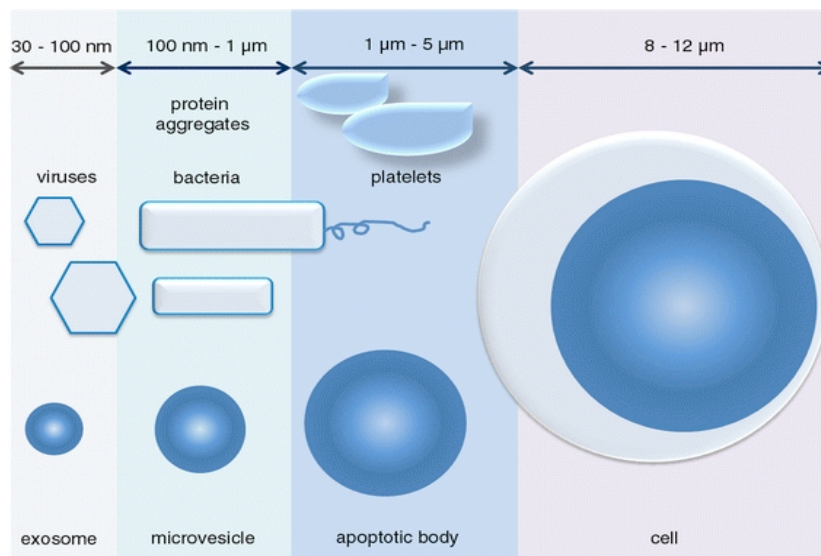 30 - 100 nm
100 nm - 1 µm
1 µm - 5 µm
8 - 12 µm
protein
aggregates
viruses
bacteria
platelets
exosome
microvesicle
apoptotic body
cell